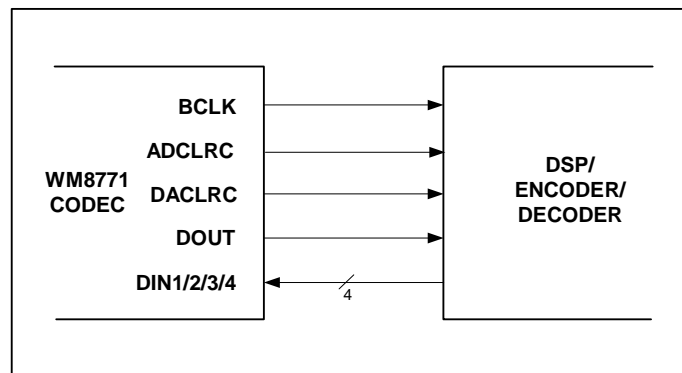 BCLK
ADCLRC
WM8771
CODEC
DACLRC
DOUT
DIN1/2/3/4
4
DSP/
ENCODER/
DECODER